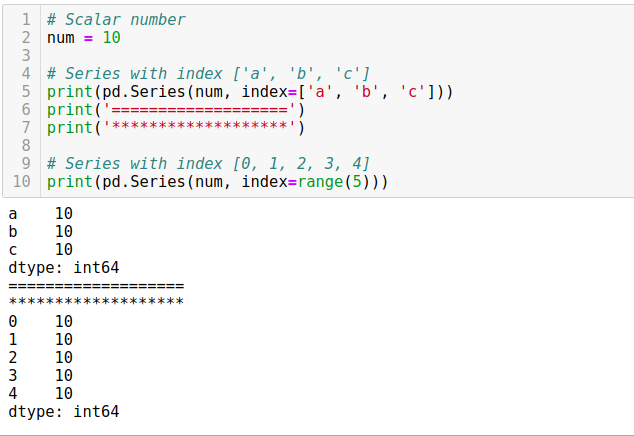 1 # Scalar number
2 num = 10
3
4 # Series with index ['a', 'b', 'c']
5 print(pd.Series(num, index=['a', 'b', 'c']))
6 print('===================')
7 print('*******************')
8
9 # Series with index [0, 1, 2, 3, 4]
10 print(pd.Series(num, index=range(5)))
a    10
b    10
c    10
dtype: int64
===================
*******************
0    10
1    10
2    10
3    10
4    10
dtype: int64